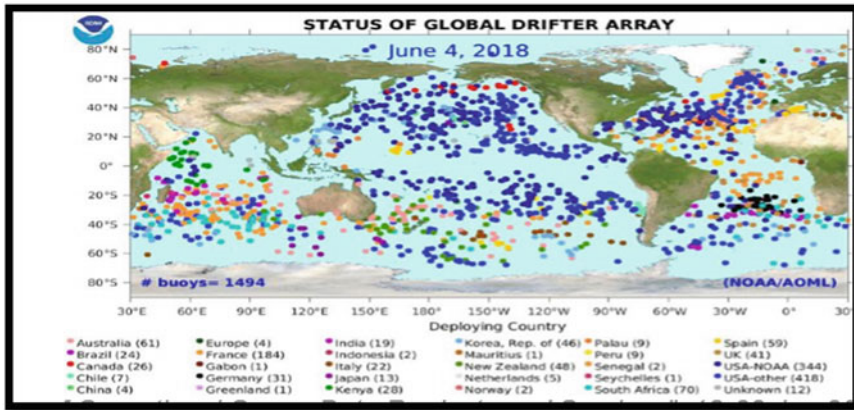 NOAA
STATUS OF GLOBAL DRIFTER ARRAY
June 4, 2018
80°N
60°N
40°N
20°N
0°
20°S
40°S
60°S
80°S
# buoys= 1494
(NOAA/AOML)
30°E 60°E 90°E 120°E 150°E 180° 150°W 120°W 90°W 60°W 30°W 0° 30°
Deploying Country
Australia (61) Europe (4) India (19) Korea, Rep. of (46) Palau (9) Spain (59)
Brazil (24) France (184) Indonesia (2) Mauritius (1) Peru (9) UK (41)
Canada (26) Gabon (1) Italy (22) New Zealand (48) Senegal (2) USA-NOAA (344)
Chile (7) Germany (31) Japan (13) Netherlands (5) Seychelles (1) USA-other (418)
China (4) Greenland (1) Kenya (28) Norway (2) South Africa (70) Unknown (12)